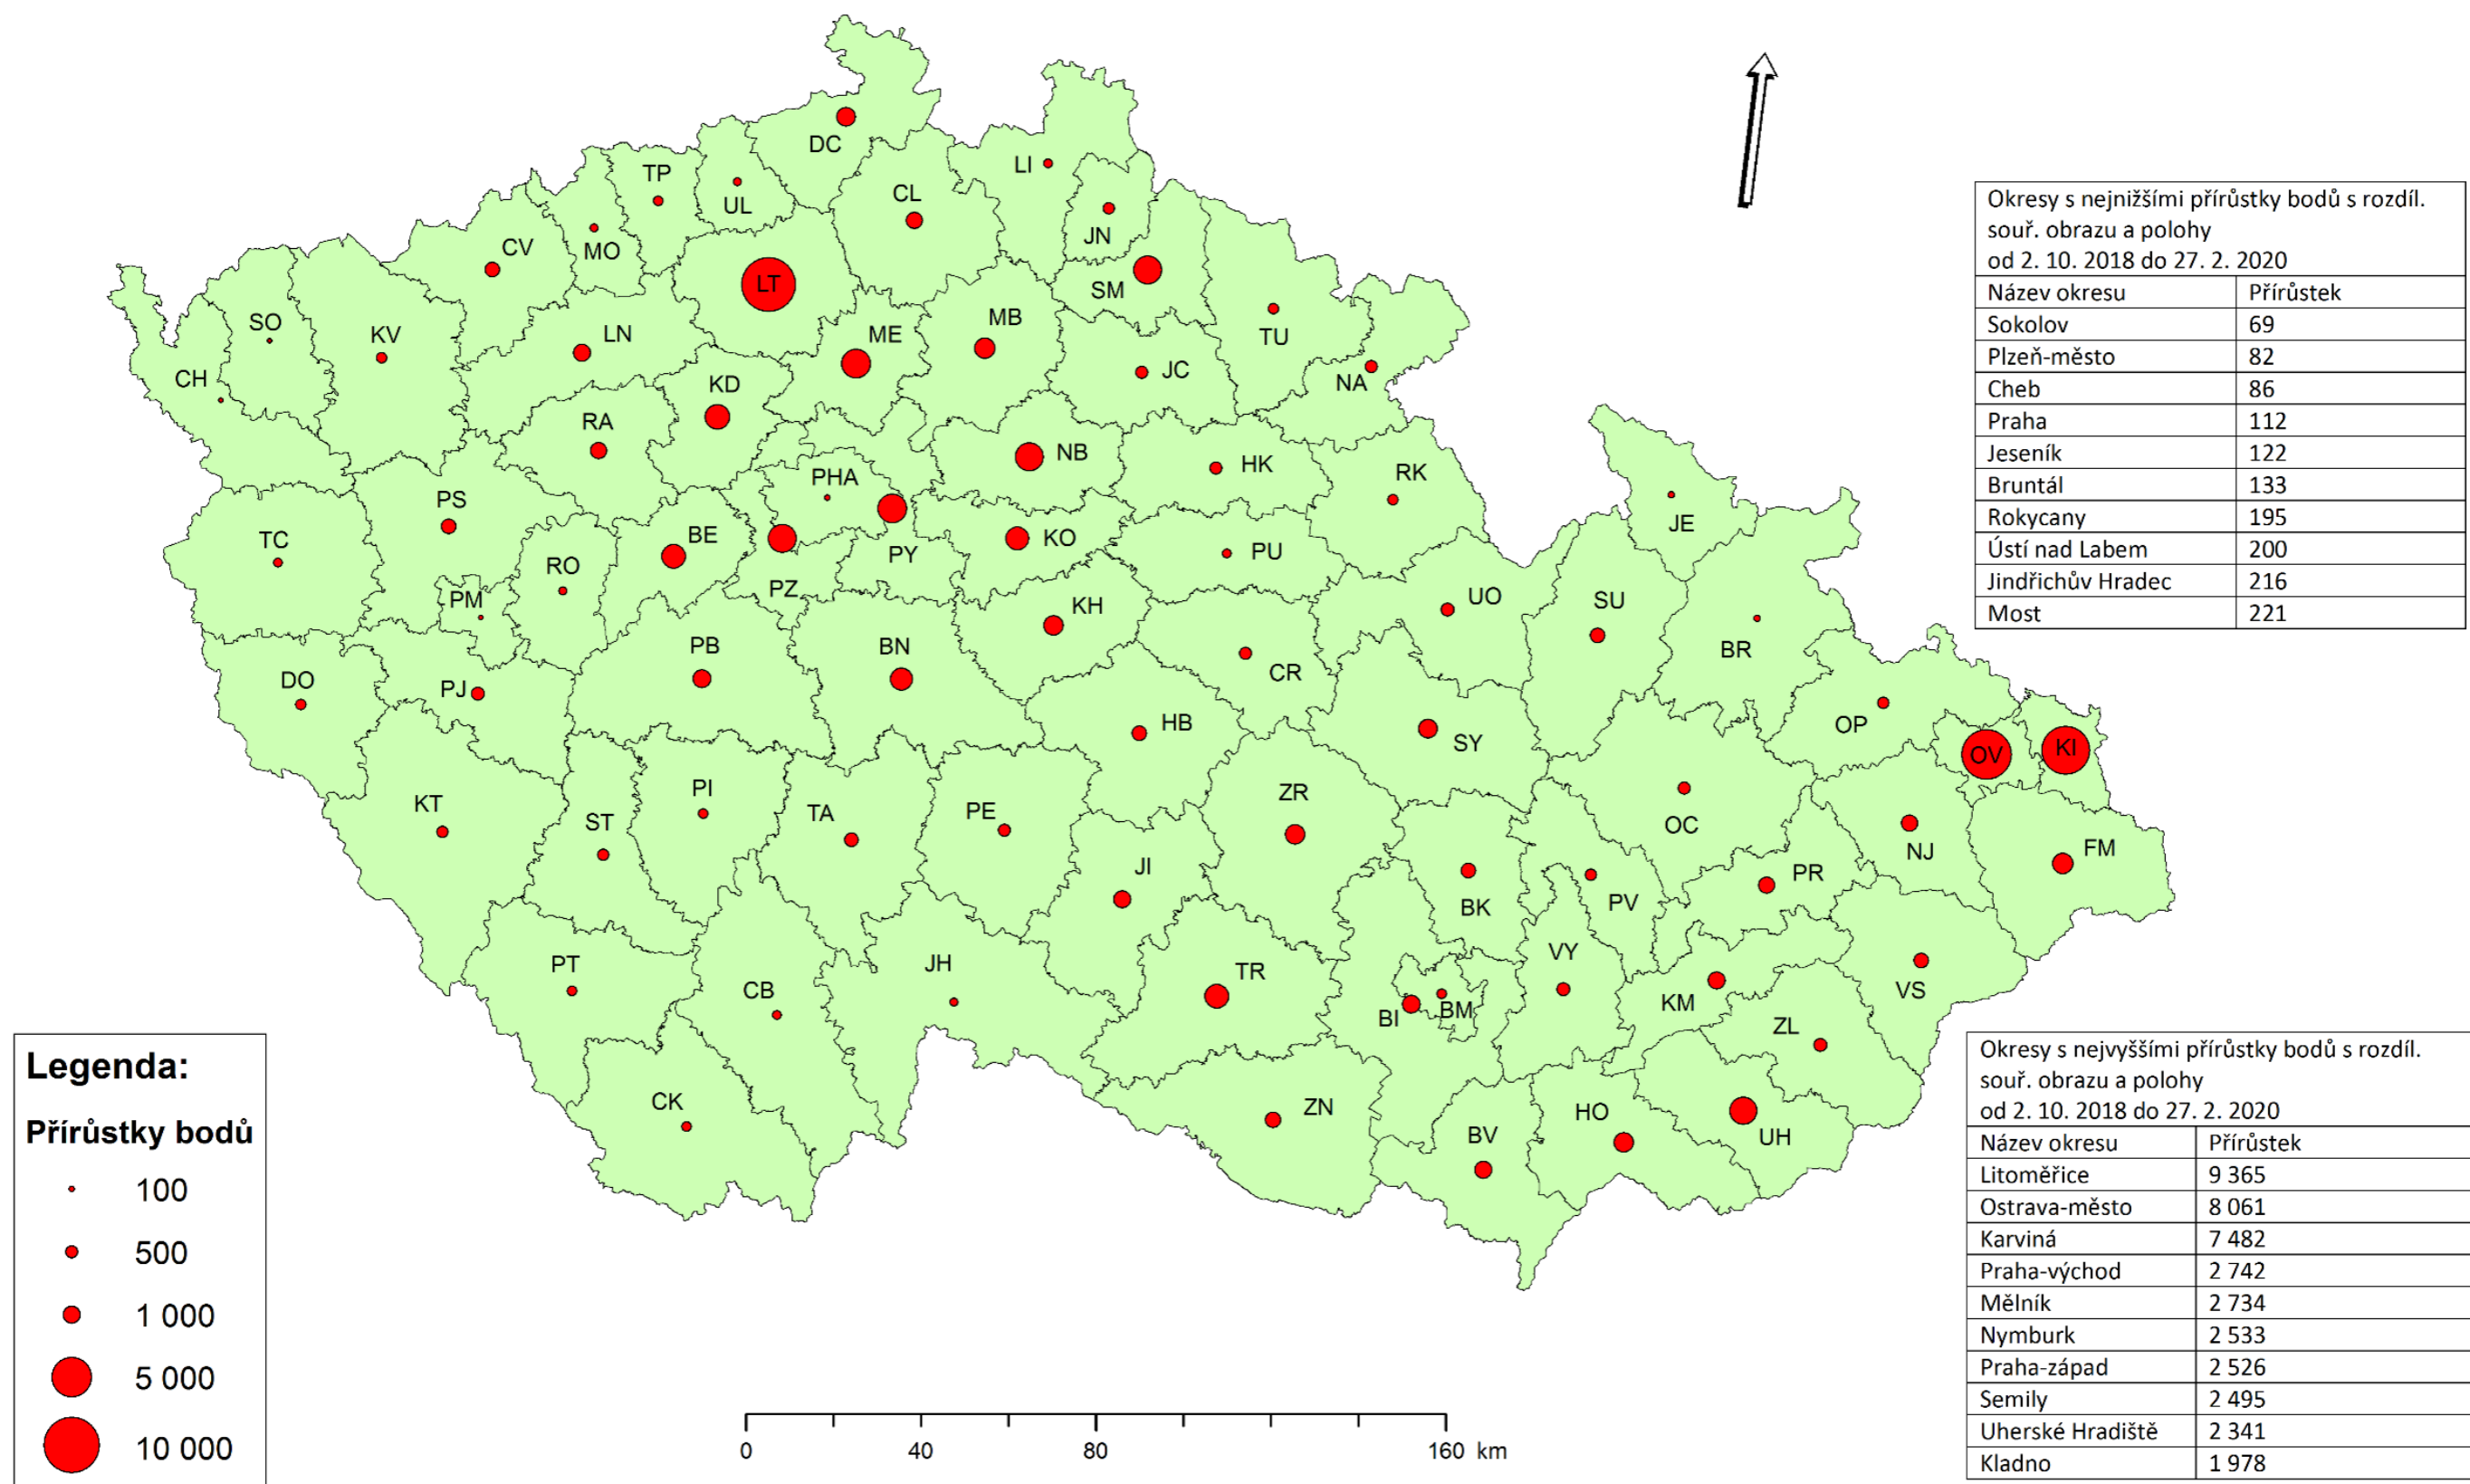 DC
LI
TP
UL
CL
JN
CV
MO
LT
SM
SO
KV
LN
ME
MB
TU
CH
KD
JC
NA
RA
PHA
NB
HK
RK
PS
TC
BE
PY
KO
PU
JE
RO
PZ
PM
KH
UO
SU
DO
PJ
PB
BN
CR
BR
HB
SY
OP
OV
KI
KT
ST
PI
TA
PE
ZR
OC
NJ
FM
JI
BK
PV
PR
PT
CB
JH
TR
BI
BM
VY
KM
VS
ZL
CK
ZN
BV
HO
UH
Okresy s nejnižšími přírůstky bodů s rozdíl.
souř. obrazu a polohy
od 2. 10. 2018 do 27. 2. 2020
Název okresu Přírůstek
Sokolov 69
Plzeň-město 82
Cheb 86
Praha 112
Jeseník 122
Bruntál 133
Rokycany 195
Ústí nad Labem 200
Jindřichův Hradec 216
Most 221
Okresy s nejvyššími přírůstky bodů s rozdíl.
souř. obrazu a polohy
od 2. 10. 2018 do 27. 2. 2020
Název okresu Přírůstek
Litoměřice 9 365
Ostrava-město 8 061
Karviná 7 482
Praha-východ 2 742
Mělník 2 734
Nymburk 2 533
Praha-západ 2 526
Semily 2 495
Uherské Hradiště 2 341
Kladno 1 978
Legenda:
Přírůstky bodů
100
500
1 000
5 000
10 000
0 40 80 160 km